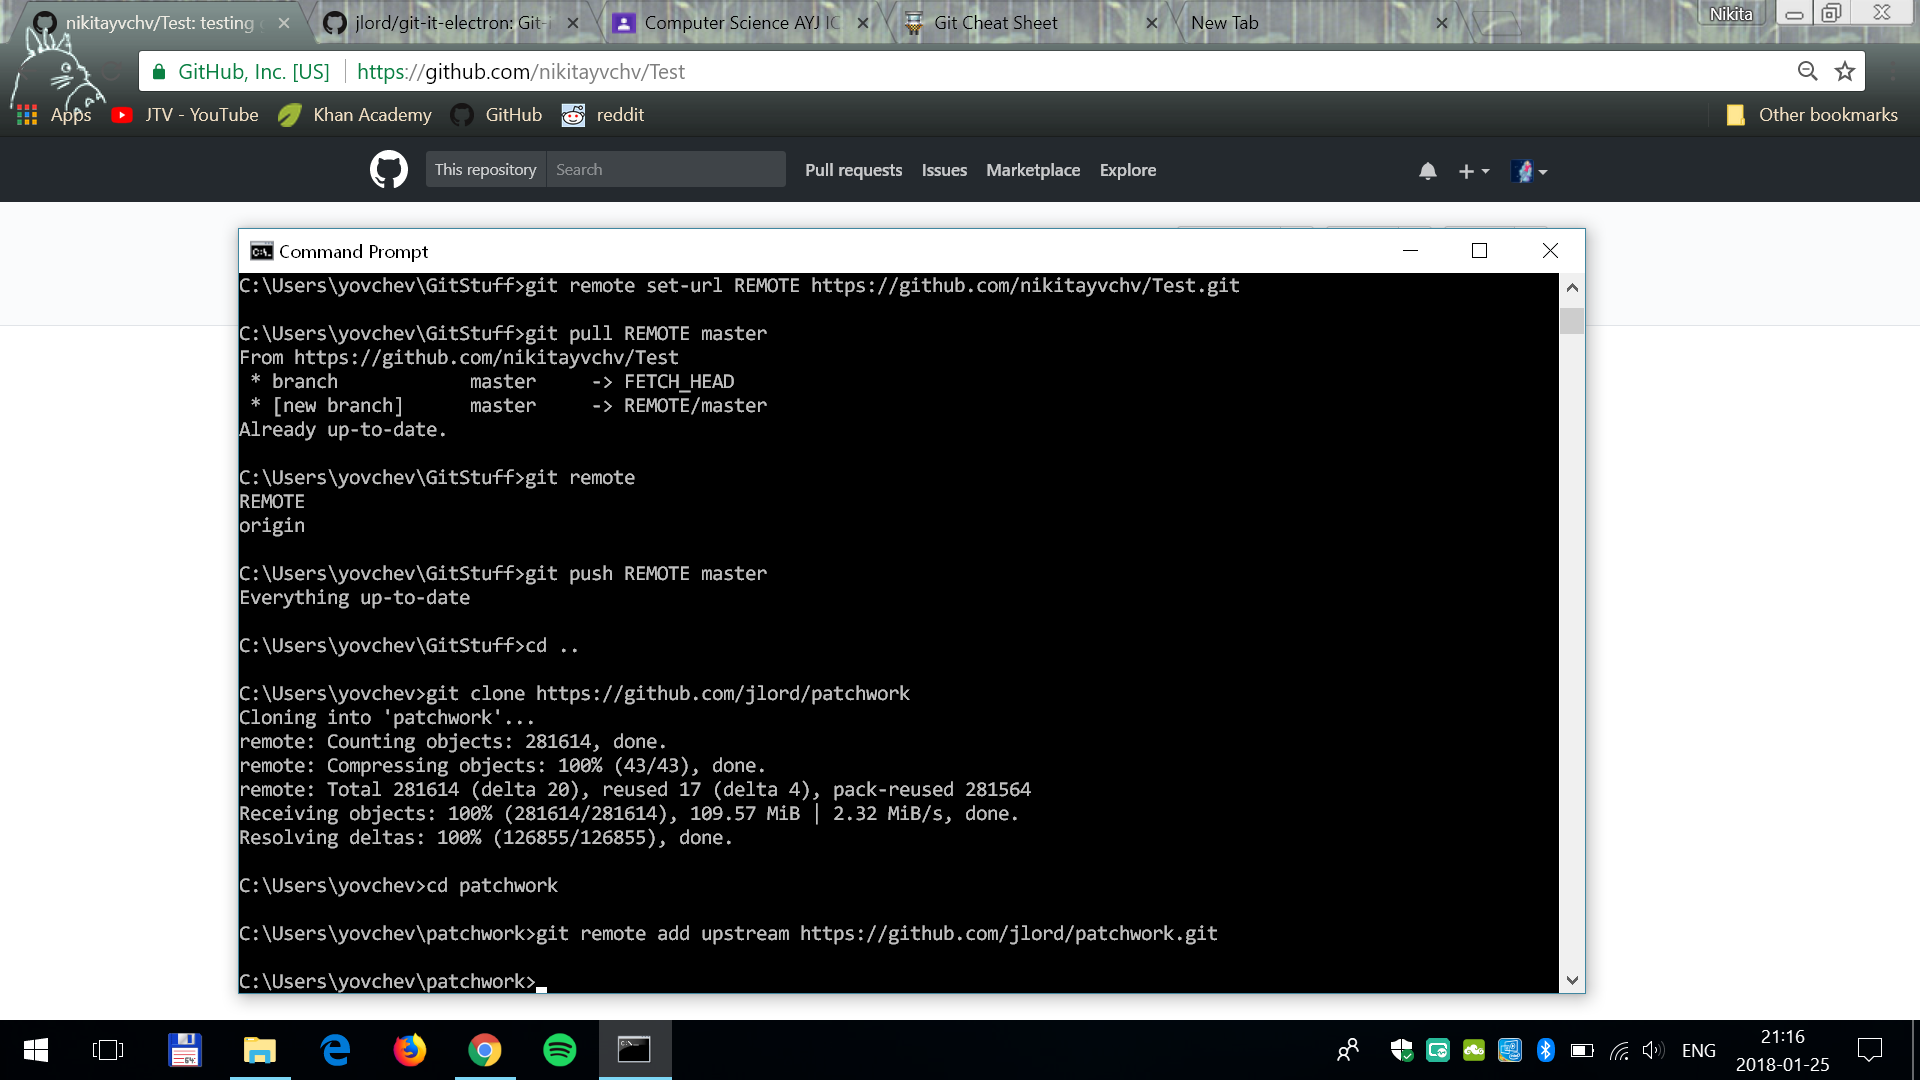 nikitayvchv/Test: testing
jlord/git-it-electron: Git-i
Computer Science AYJ IC
Git Cheat Sheet
New Tab
Nikita
GitHub, Inc. [US]
https://github.com/nikitayvchv/Test
Apps
JTV - YouTube
Khan Academy
GitHub
reddit
Other bookmarks
This repository
Search
Pull requests
Issues
Marketplace
Explore
Command Prompt
C:\Users\yovchev\GitStuff>git remote set-url REMOTE https://github.com/nikitayvchv/Test.git
C:\Users\yovchev\GitStuff>git pull REMOTE master
From https://github.com/nikitayvchv/Test
 * branch            master     -> FETCH_HEAD
 * [new branch]      master     -> REMOTE/master
Already up-to-date.
C:\Users\yovchev\GitStuff>git remote
REMOTE
origin
C:\Users\yovchev\GitStuff>git push REMOTE master
Everything up-to-date
C:\Users\yovchev\GitStuff>cd ..
C:\Users\yovchev>git clone https://github.com/jlord/patchwork
Cloning into 'patchwork'...
remote: Counting objects: 281614, done.
remote: Compressing objects: 100% (43/43), done.
remote: Total 281614 (delta 20), reused 17 (delta 4), pack-reused 281564
Receiving objects: 100% (281614/281614), 109.57 MiB | 2.32 MiB/s, done.
Resolving deltas: 100% (126855/126855), done.
C:\Users\yovchev>cd patchwork
C:\Users\yovchev\patchwork>git remote add upstream https://github.com/jlord/patchwork.git
C:\Users\yovchev\patchwork>
64
ENG
21:16
2018-01-25